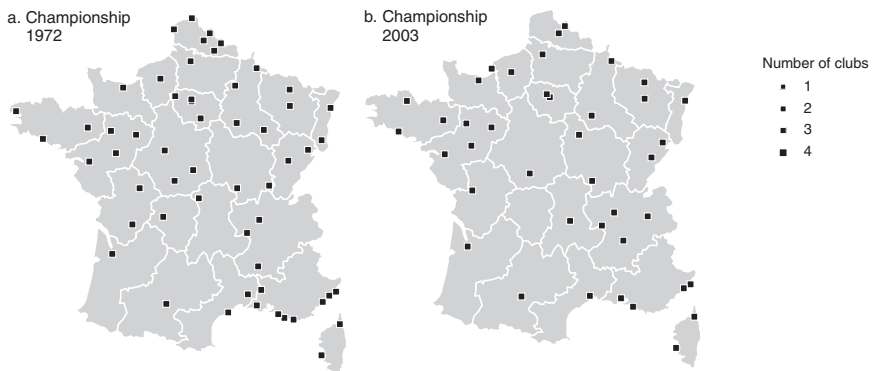 a. Championship
1972
b. Championship
2003
Number of clubs
1
2
3
4